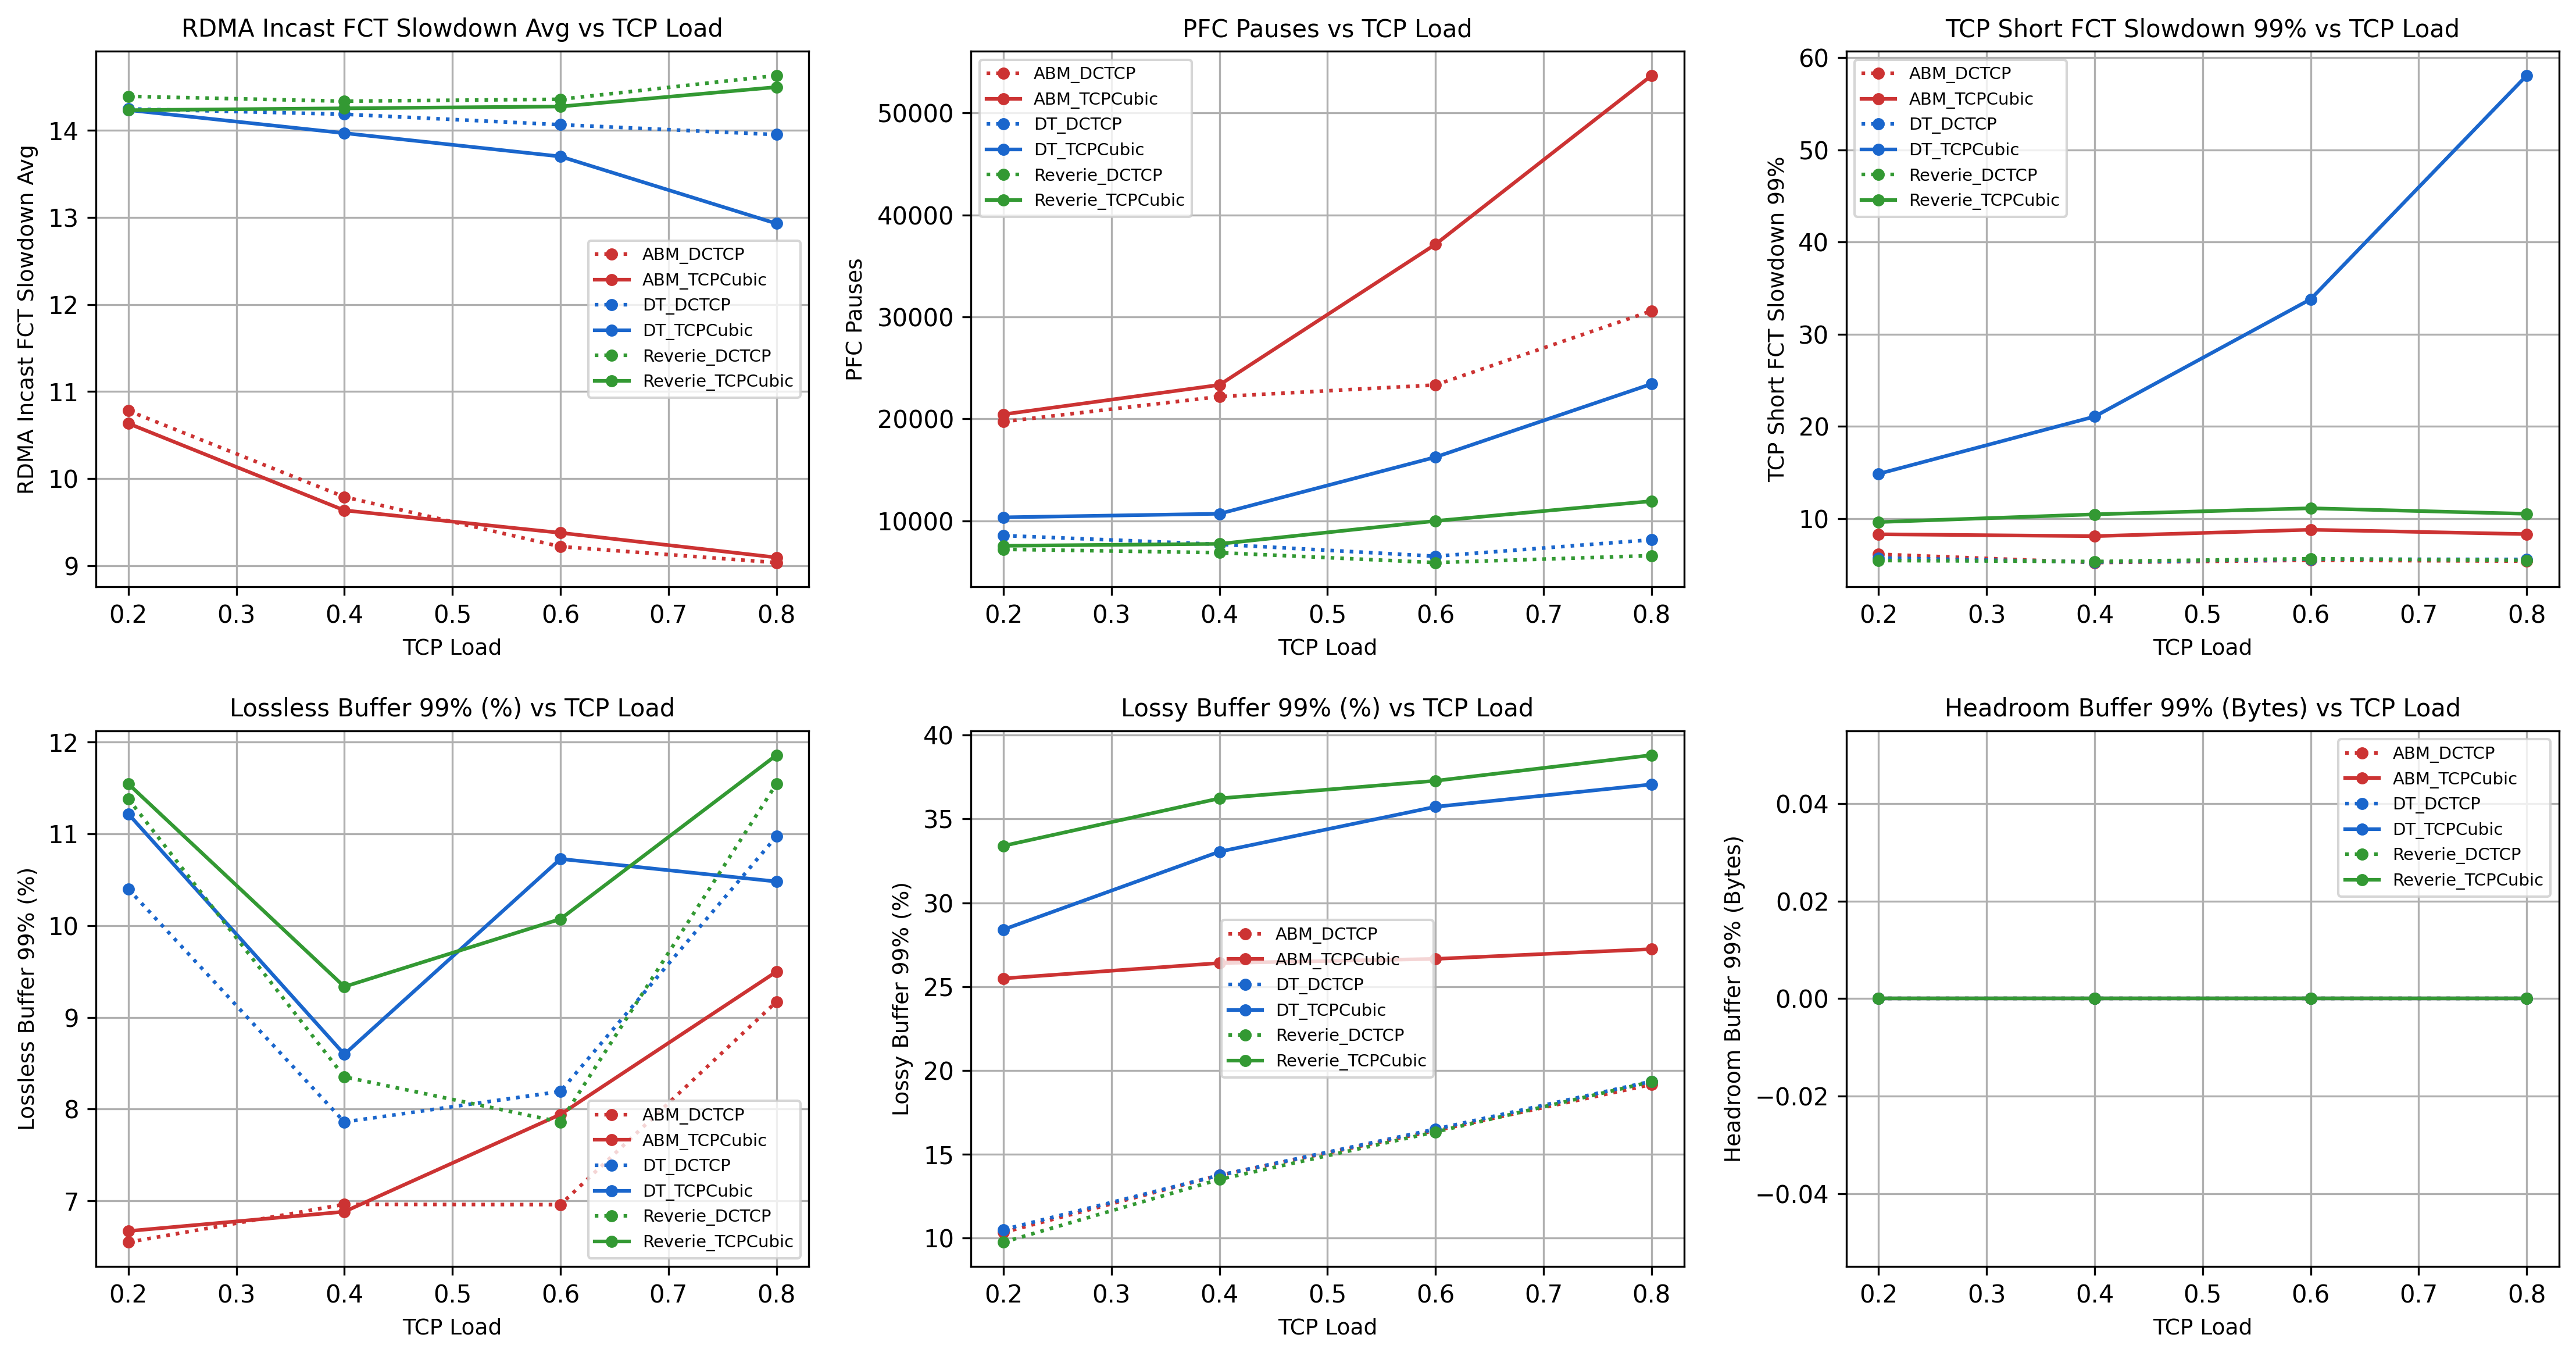 RDMA Incast FCT Slowdown Avg vs TCP Load
RDMA Incast FCT Slowdown Avg
14
13
12
11
10
9
ABM_DCTCP
ABM_TCPCubic
DT_DCTCP
DT_TCPCubic
Reverie_DCTCP
Reverie_TCPCubic
0.2 0.3 0.4 0.5 0.6 0.7 0.8
TCP Load
PFC Pauses vs TCP Load
PFC Pauses
50000
40000
30000
20000
10000
ABM_DCTCP
ABM_TCPCubic
DT_DCTCP
DT_TCPCubic
Reverie_DCTCP
Reverie_TCPCubic
0.2 0.3 0.4 0.5 0.6 0.7 0.8
TCP Load
TCP Short FCT Slowdown 99% vs TCP Load
TCP Short FCT Slowdown 99%
60
50
40
30
20
10
ABM_DCTCP
ABM_TCPCubic
DT_DCTCP
DT_TCPCubic
Reverie_DCTCP
Reverie_TCPCubic
0.2 0.3 0.4 0.5 0.6 0.7 0.8
TCP Load
Lossless Buffer 99% (%) vs TCP Load
Lossless Buffer 99% (%)
12
11
10
9
8
7
ABM_DCTCP
ABM_TCPCubic
DT_DCTCP
DT_TCPCubic
Reverie_DCTCP
Reverie_TCPCubic
0.2 0.3 0.4 0.5 0.6 0.7 0.8
TCP Load
Lossy Buffer 99% (%) vs TCP Load
Lossy Buffer 99% (%)
40
35
30
25
20
15
10
ABM_DCTCP
ABM_TCPCubic
DT_DCTCP
DT_TCPCubic
Reverie_DCTCP
Reverie_TCPCubic
0.2 0.3 0.4 0.5 0.6 0.7 0.8
TCP Load
Headroom Buffer 99% (Bytes) vs TCP Load
Headroom Buffer 99% (Bytes)
0.04
0.02
0.00
−0.02
−0.04
ABM_DCTCP
ABM_TCPCubic
DT_DCTCP
DT_TCPCubic
Reverie_DCTCP
Reverie_TCPCubic
0.2 0.3 0.4 0.5 0.6 0.7 0.8
TCP Load